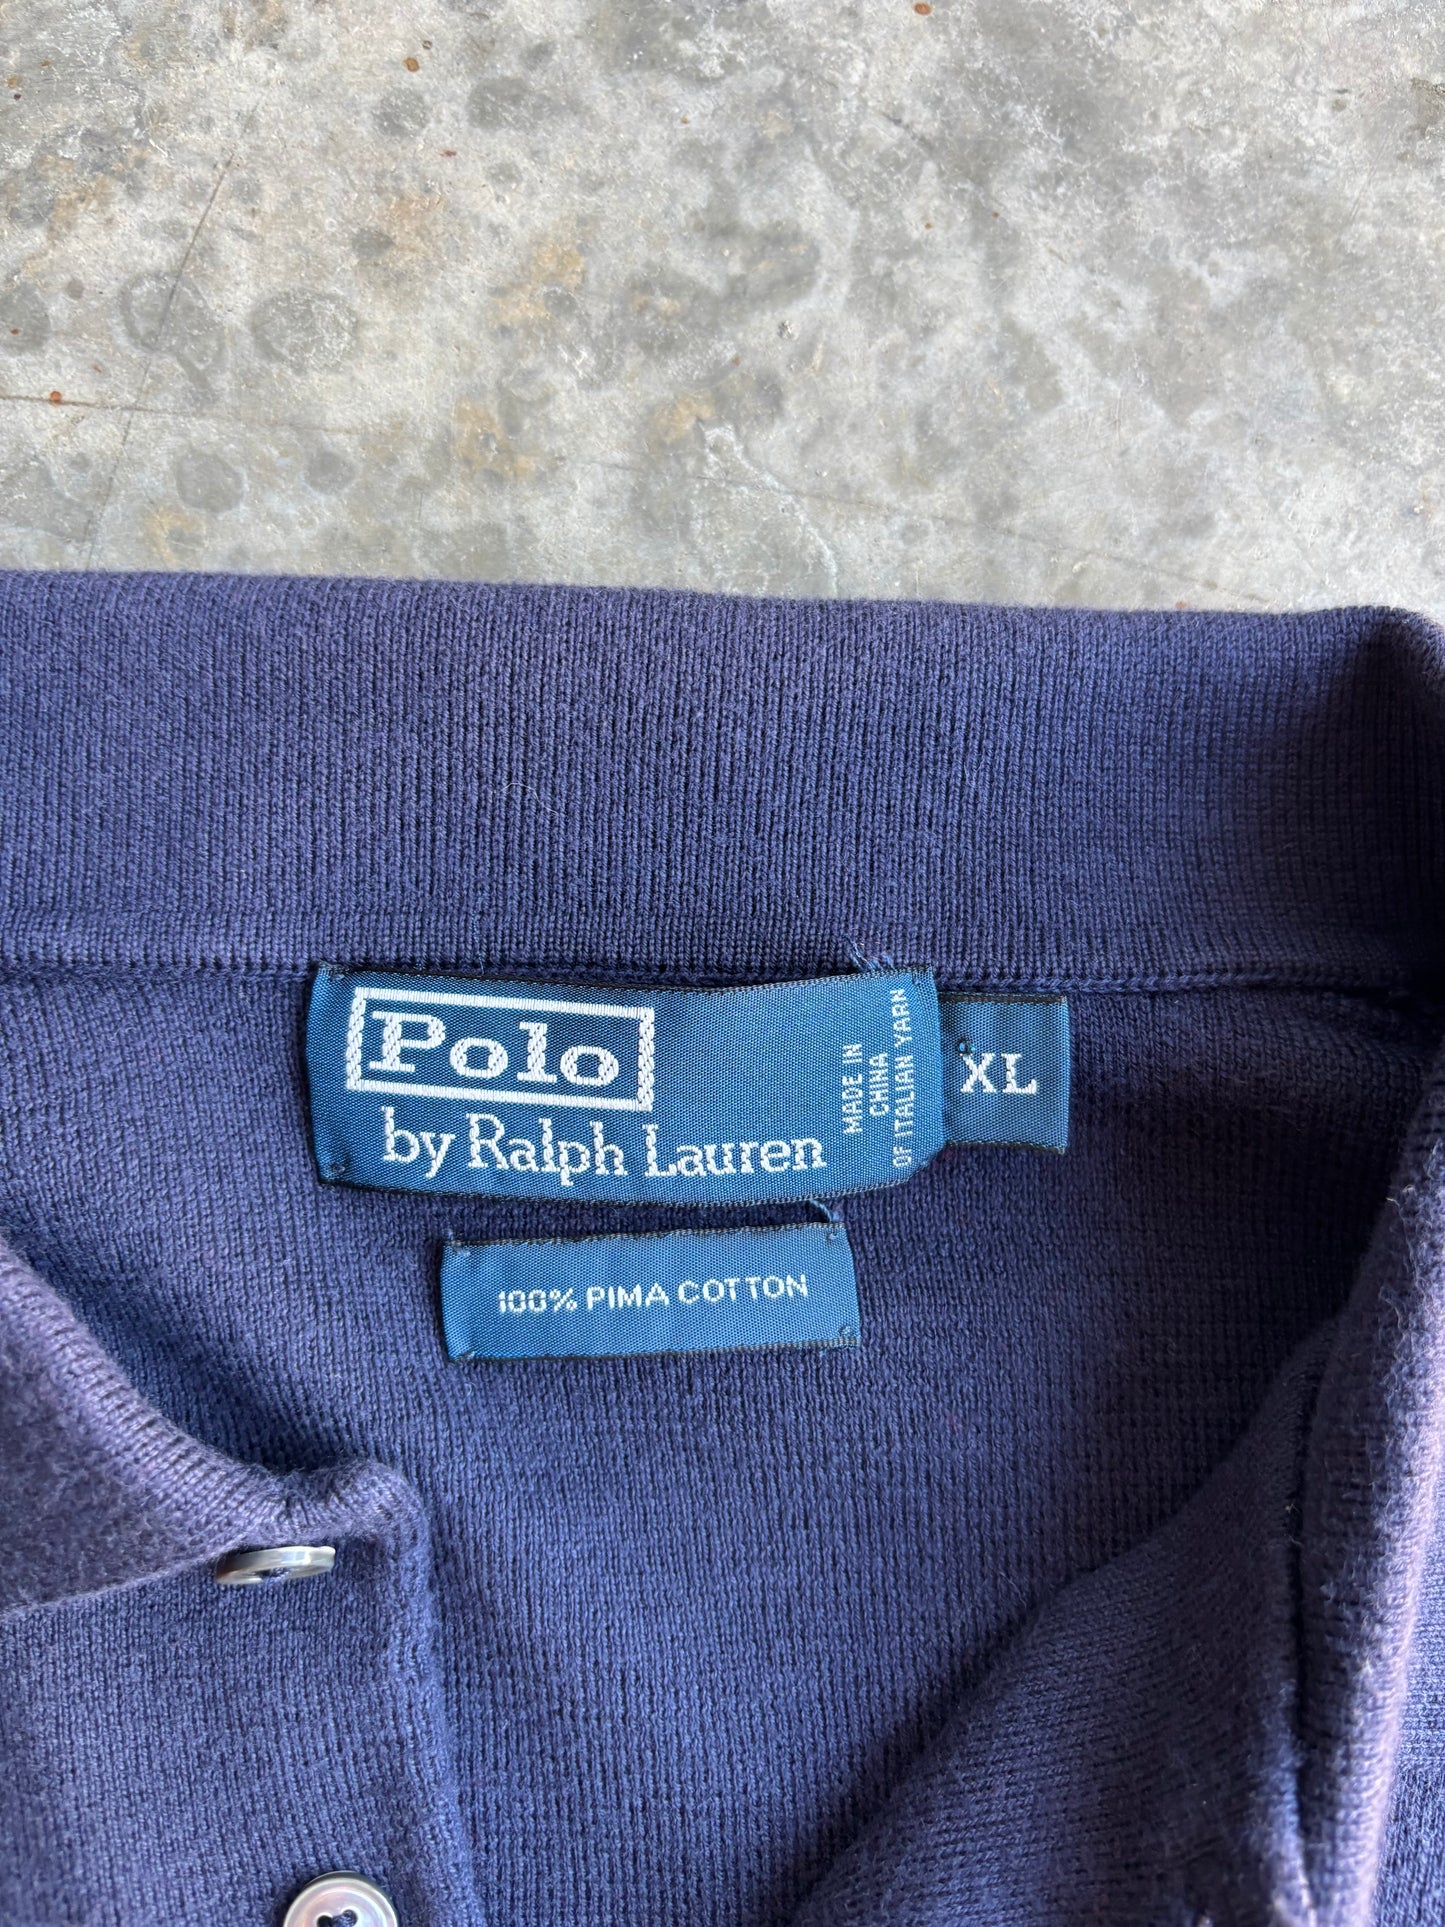 Polo
by Ralph Lauren
MADE IN
CHINA
OF ITALIAN YARN
XL
100% PIMA COTTON